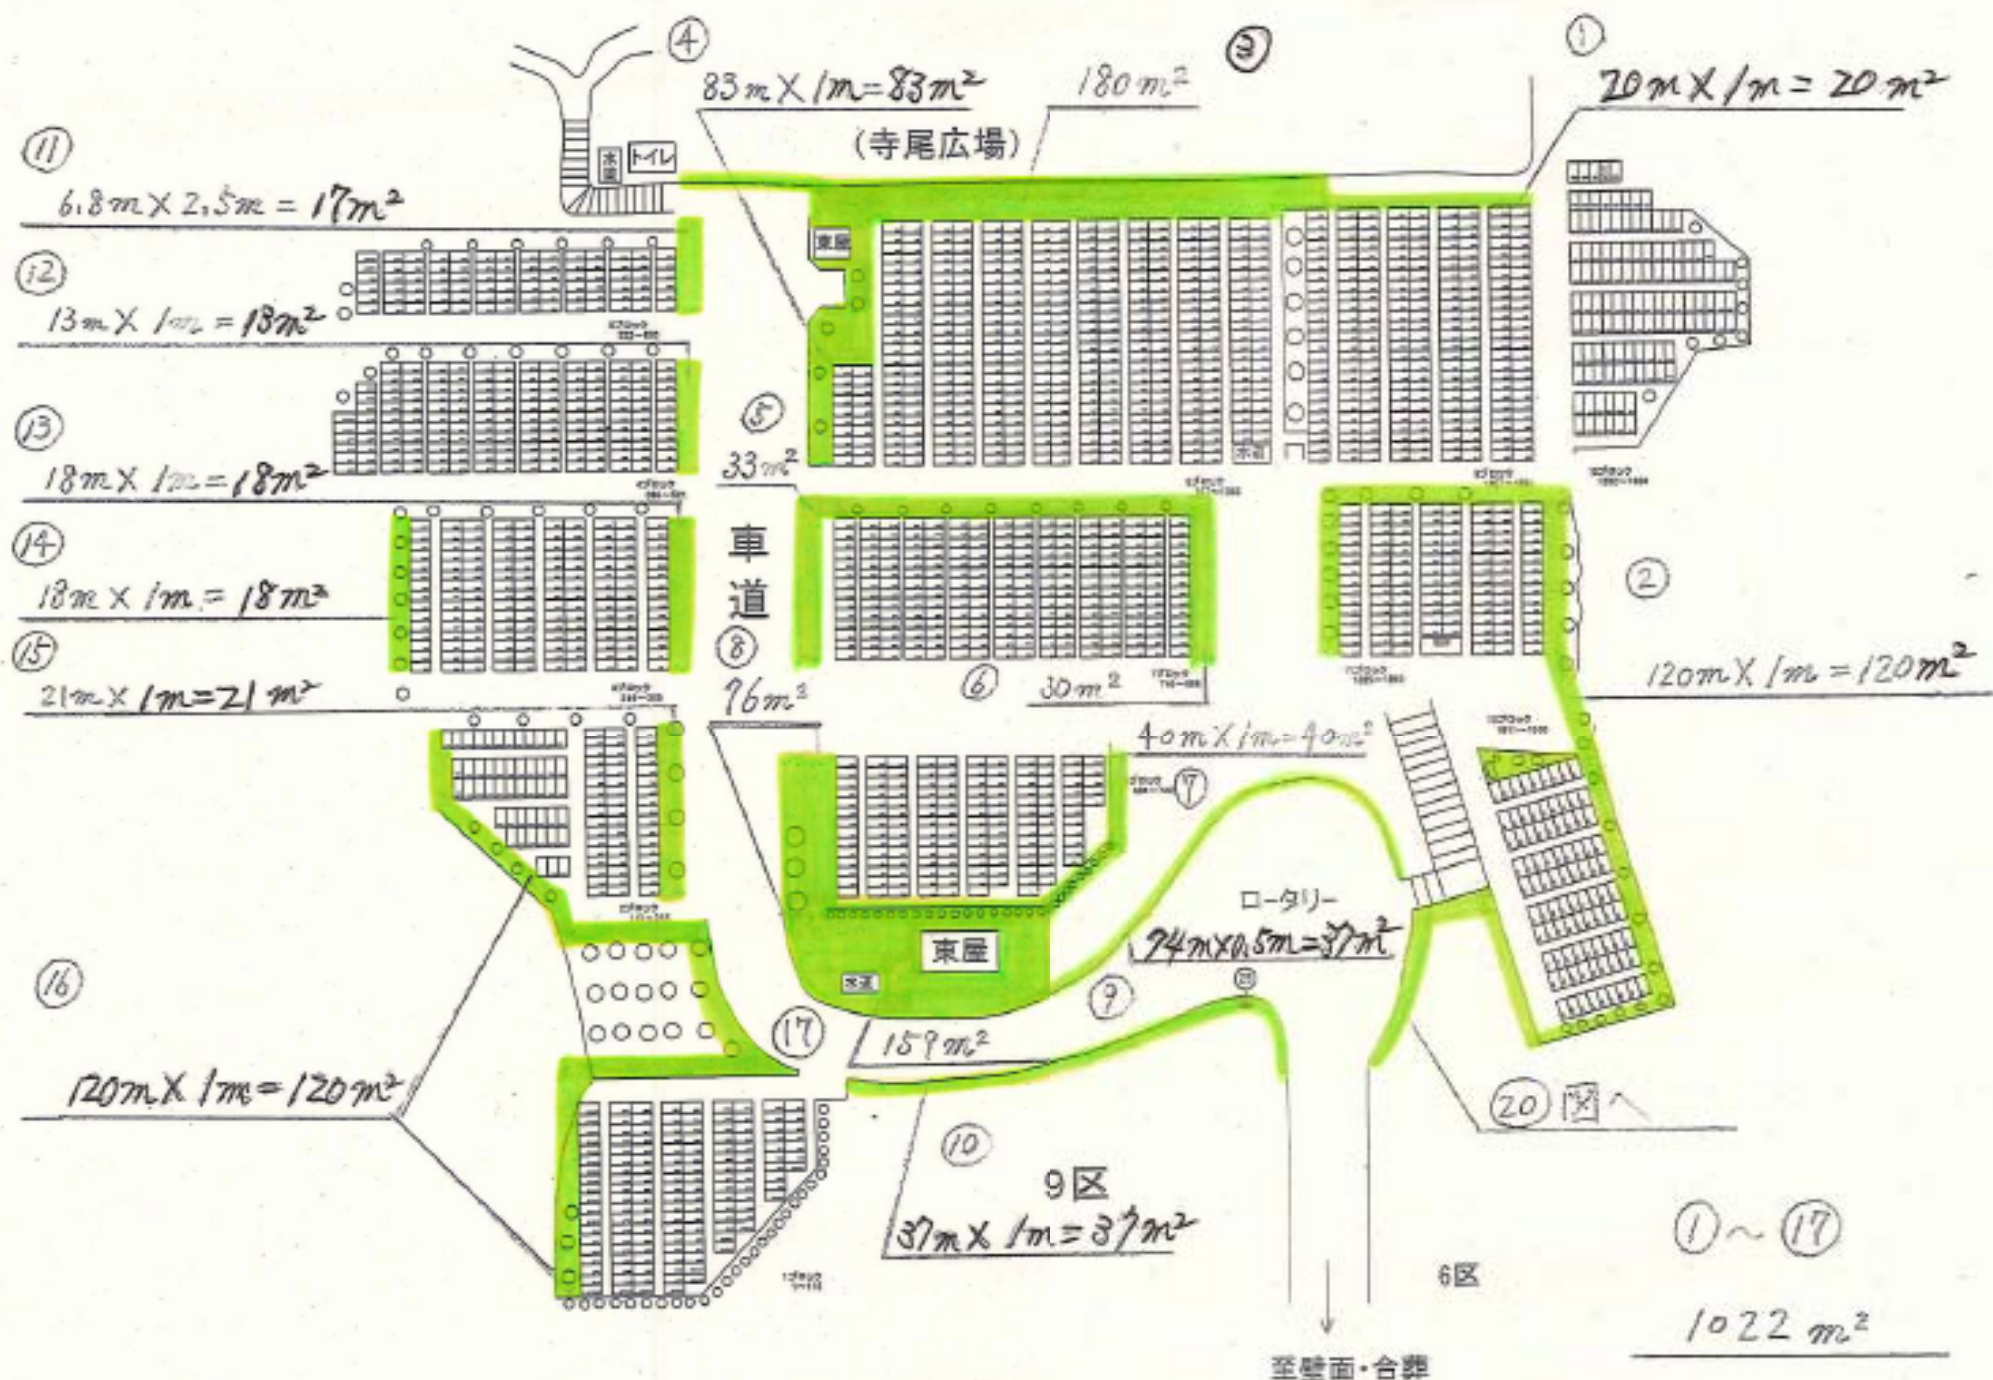 ④
③
①
83m×1m=83m²
180m²
20m×1m=20m²
(寺尾広場)
⑪
トイレ
6.8m×2.5m=17m²
東屋
⑫
13m×1m=13m²
⑬
⑤
18m×1m=18m²
33m²
水道
⑭
車道
②
18m×1m=18m²
⑮
⑧
⑥
30m²
120m×1m=120m²
21m×1m=21m²
76m²
40m×1m=40m²
⑦
ロータリー
74m×0.5m=37m²
東屋
水道
⑯
⑨
⑰
159m²
120m×1m=120m²
⑳図へ
⑩
9区
37m×1m=37m²
①~⑰
6区
1022m²
至壁面・合葬